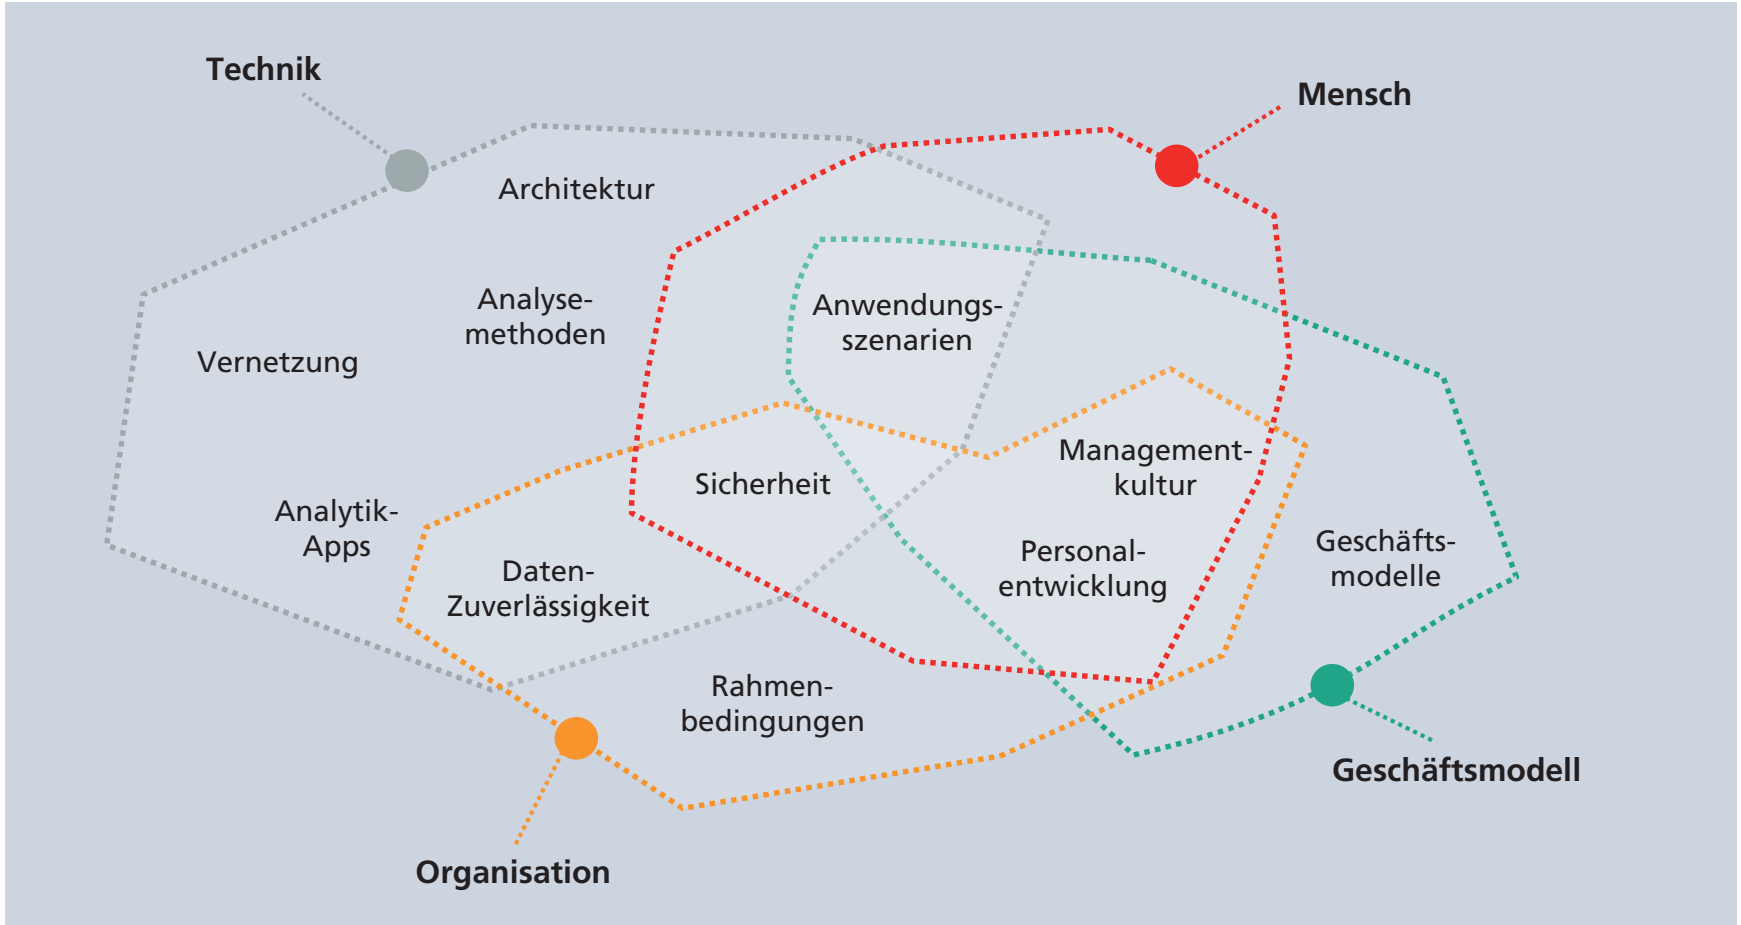 Technik
Mensch
Architektur
Analyse-
methoden
Anwendungs-
szenarien
Vernetzung
Management-
kultur
Sicherheit
Analytik-
Apps
Daten-
Zuverlässigkeit
Personal-
entwicklung
Geschäfts-
modelle
Rahmen-
bedingungen
Geschäftsmodell
Organisation